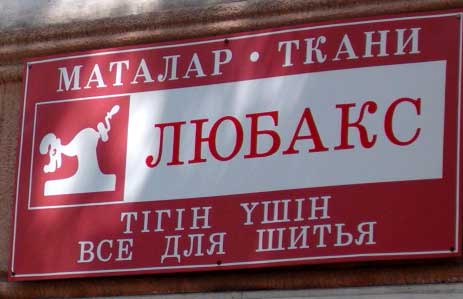 МАТАЛАР · ТКАНИ
ЛЮБАКС
ТІГІН ҮШІН
ВСЕ ДЛЯ ШИТЬЯ